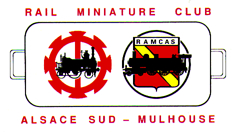 RAIL MINIATURE CLUB
RAMCAS
ALSACE SUD – MULHOUSE